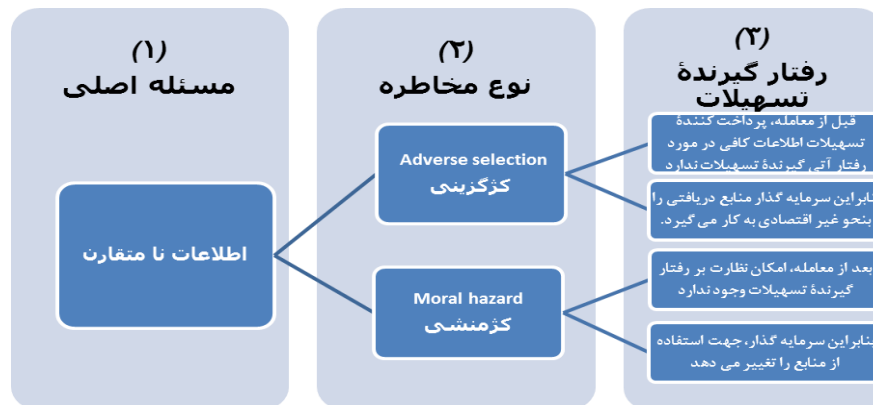 (۱)
مسئله اصلی
اطلاعات نا متقارن
(۲)
نوع مخاطره
Adverse selection
کژگزینی
Moral hazard
کژمنشی
(۳)
رفتار گیرندهٔ
تسهیلات
قبل از معامله، پرداخت کنندهٔ
تسهیلات اطلاعات کافی در مورد
رفتار آتی گیرندهٔ تسهیلات ندارد
بنابراین سرمایه گذار منابع دریافتی را
بنحو غیر اقتصادی به کار می گیرد.
بعد از معامله، امکان نظارت بر رفتار
گیرندهٔ تسهیلات وجود ندارد
بنابراین سرمایه گذار، جهت استفاده
از منابع را تغییر می دهد